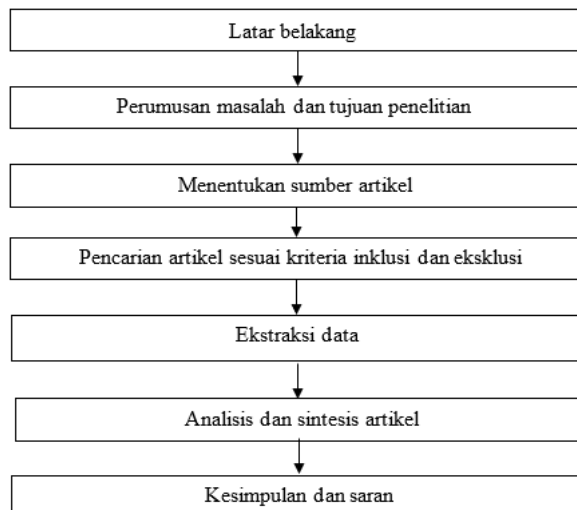 Latar belakang
Perumusan masalah dan tujuan penelitian
Menentukan sumber artikel
Pencarian artikel sesuai kriteria inklusi dan eksklusi
Ekstraksi data
Analisis dan sintesis artikel
Kesimpulan dan saran